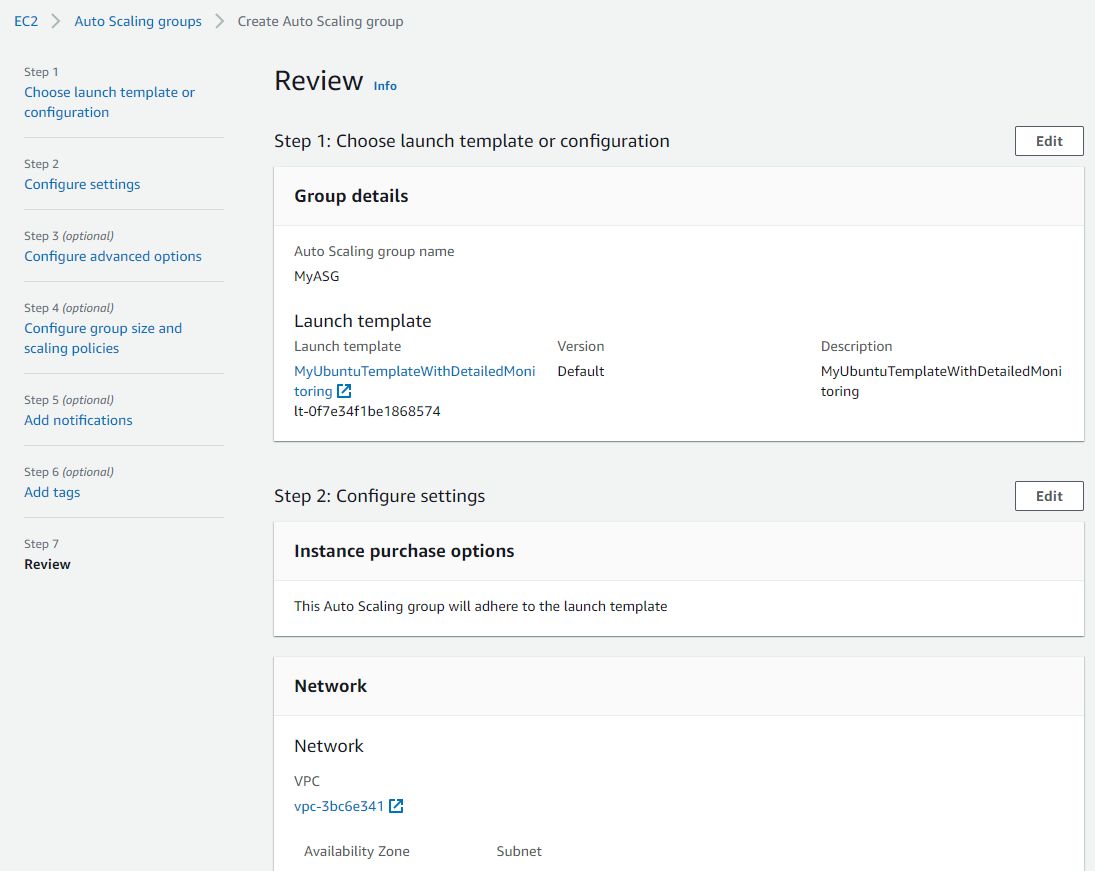 EC2 > Auto Scaling groups > Create Auto Scaling group
Step 1
Choose launch template or
configuration
Step 2
Configure settings
Step 3 (optional)
Configure advanced options
Step 4 (optional)
Configure group size and
scaling policies
Step 5 (optional)
Add notifications
Step 6 (optional)
Add tags
Step 7
Review
Review Info
Step 1: Choose launch template or configuration
Edit
Group details
Auto Scaling group name
MyASG
Launch template
Launch template
MyUbuntuTemplateWithDetailedMoni
toring
lt-0f7e34f1be1868574
Version
Default
Description
MyUbuntuTemplateWithDetailedMoni
toring
Step 2: Configure settings
Edit
Instance purchase options
This Auto Scaling group will adhere to the launch template
Network
Network
VPC
vpc-3bc6e341
Availability Zone
Subnet